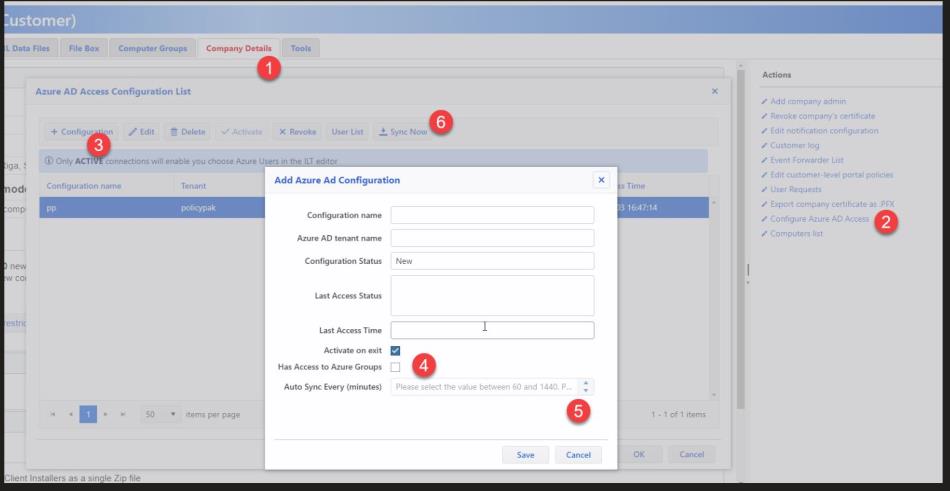 Customer)
L Data Files File Box Computer Groups Company Details Tools
1
Actions
Azure AD Access Configuration List ×
Add company admin
Revoke company's certificate
Edit notification configuration
Customer log
Event Forwarder List
Edit customer-level portal policies
User Requests
Export company certificate as .PFX
Configure Azure AD Access
2
Computers list
+ Configuration Edit Delete Activate × Revoke User List Sync Now
3
6
Only ACTIVE connections will enable you choose Azure Users in the ILT editor
Configuration name Tenant ss Time
pp policypak 03 16:47:14
Add Azure Ad Configuration ×
Configuration name
Azure AD tenant name
Configuration Status New
Last Access Status
Last Access Time
Activate on exit
Has Access to Azure Groups
4
Auto Sync Every (minutes) Please select the value between 60 and 1440. P...
5
Save Cancel
1 50 items per page 1 - 1 of 1 items
OK Cancel
Riga, S
mode
comp
0 new
ew co
restric
Client Installers as a single Zip file